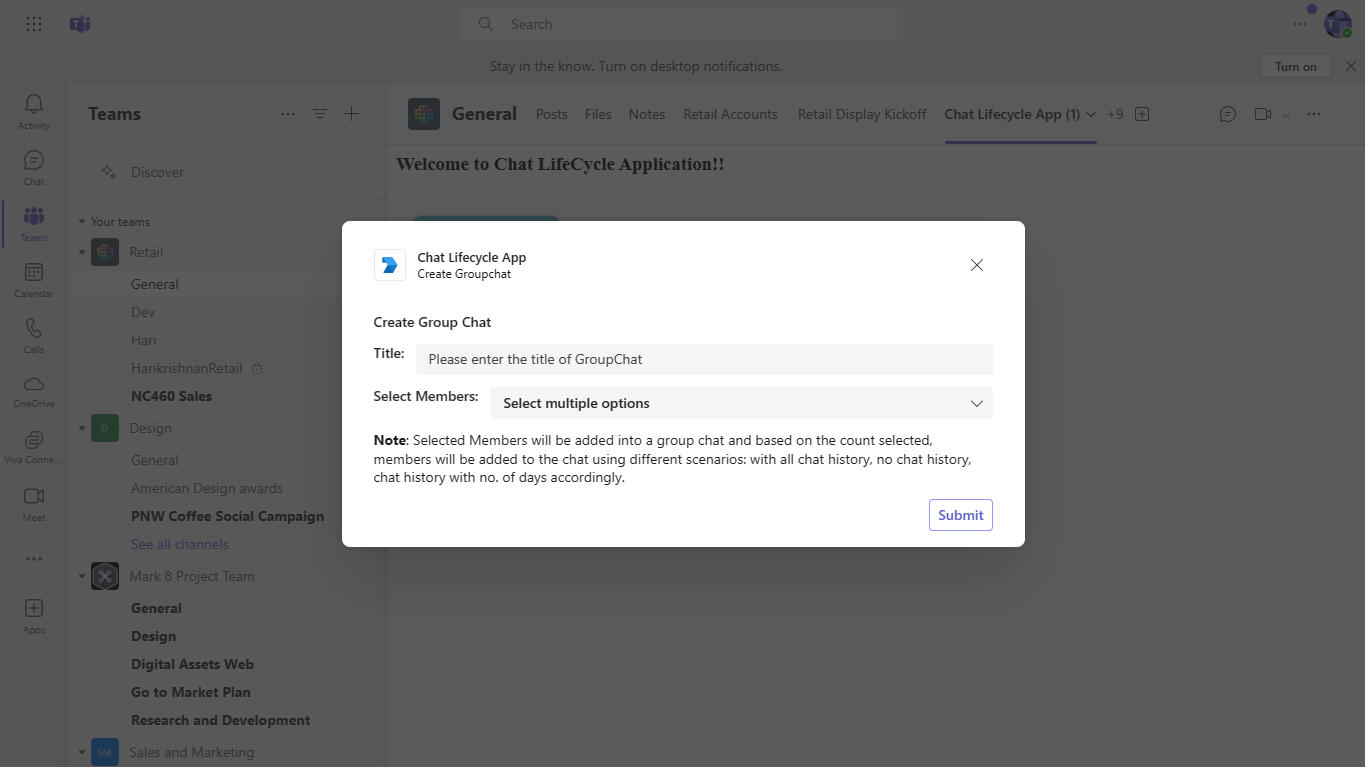 Search
Stay in the know. Turn on desktop notifications.
Turn on
Activity
Chat
Teams
Calendar
Calls
OneDrive
Viva Conne...
Meet
Apps
Teams
Discover
Your teams
Retail
General
Dev
Hari
HarikrishnanRetail
NC460 Sales
D
Design
General
American Design awards
PNW Coffee Social Campaign
See all channels
Mark 8 Project Team
General
Design
Digital Assets Web
Go to Market Plan
Research and Development
SM
Sales and Marketing
General
Posts
Files
Notes
Retail Accounts
Retail Display Kickoff
Chat Lifecycle App (1)
+9
Welcome to Chat LifeCycle Application!!
Chat Lifecycle App
Create Groupchat
Create Group Chat
Title:
Please enter the title of GroupChat
Select Members:
Select multiple options
Note: Selected Members will be added into a group chat and based on the count selected,
members will be added to the chat using different scenarios: with all chat history, no chat history,
chat history with no. of days accordingly.
Submit